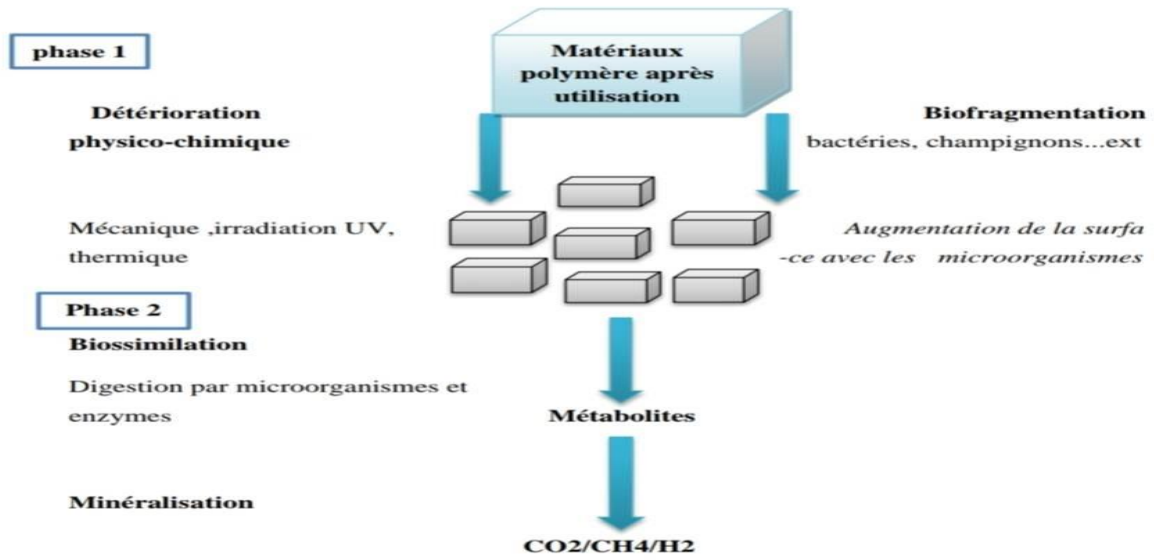 phase 1
Matériaux
polymère après
utilisation
Détérioration
physico-chimique
Biofragmentation
bactéries, champignons...ext
Mécanique ,irradiation UV,
thermique
Augmentation de la surfa
-ce avec les microorganismes
Phase 2
Biossimilation
Digestion par microorganismes et
enzymes
Métabolites
Minéralisation
CO2/CH4/H2